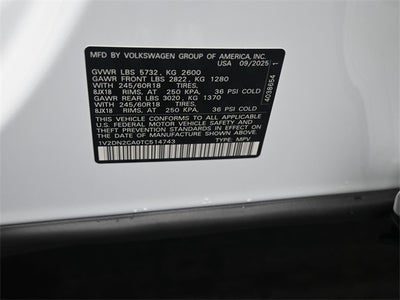 MFD BY VOLKSWAGEN GROUP OF AMERICA, INC.
USA 09/2025
GVWR LBS 5732, KG 2600
GAWR FRONT LBS 2822, KG 1280
WITH 245/60R18 TIRES,
8JX18 RIMS, AT 250 KPA, 36 PSI COLD
GAWR REAR LBS 3020, KG 1370
WITH 245/60R18 TIRES,
8JX18 RIMS, AT 250 KPA, 36 PSI COLD
THIS VEHICLE CONFORMS TO ALL APPLICABLE
FEDERAL MOTOR VEHICLE SAFETY STANDARDS
IN EFFECT ON THE DATE OF MANUFACTURE
SHOWN ABOVE.
1V2DN2CA0TC514743 TYPE: MPV
4038654